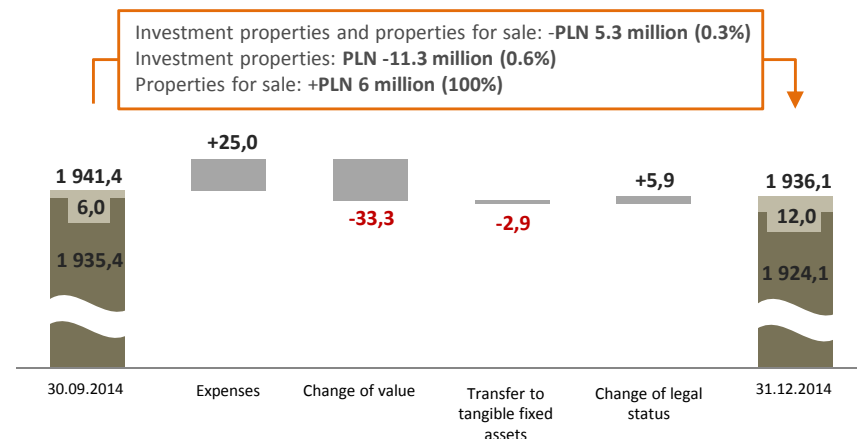 Investment properties and properties for sale: -PLN 5.3 million (0.3%)
Investment properties: PLN -11.3 million (0.6%)
Properties for sale: +PLN 6 million (100%)
+25,0
1 941,4
+5,9
1 936,1
6,0
-33,3
-2,9
12,0
1 935,4
1 924,1
30.09.2014
Expenses
Change of value
Transfer to
tangible fixed
assets
Change of legal
status
31.12.2014